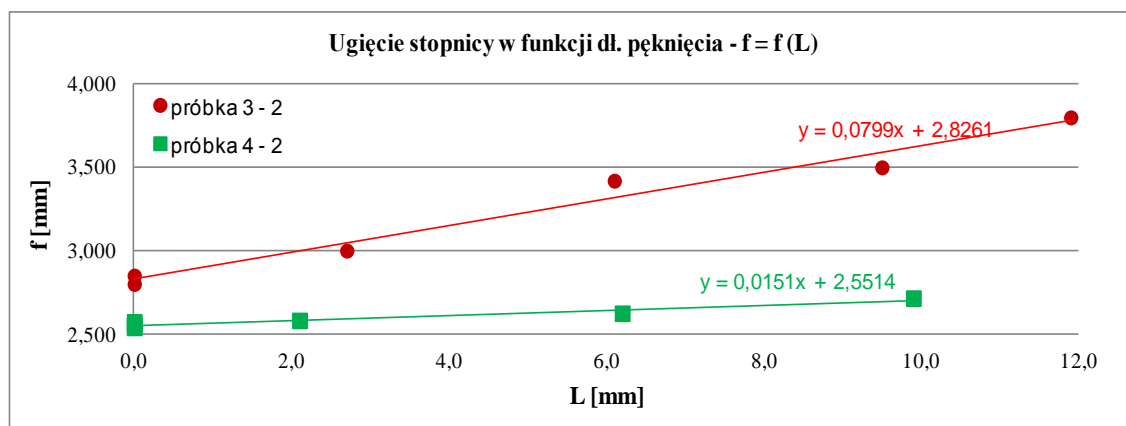 Ugięcie stopnicy w funkcji dł. pęknięcia - f = f (L)
4,000
próbka 3 - 2
y = 0,0799x + 2,8261
próbka 4 - 2
3,500
f [mm]
3,000
y = 0,0151x + 2,5514
2,500
0,0 2,0 4,0 6,0 8,0 10,0 12,0
L [mm]